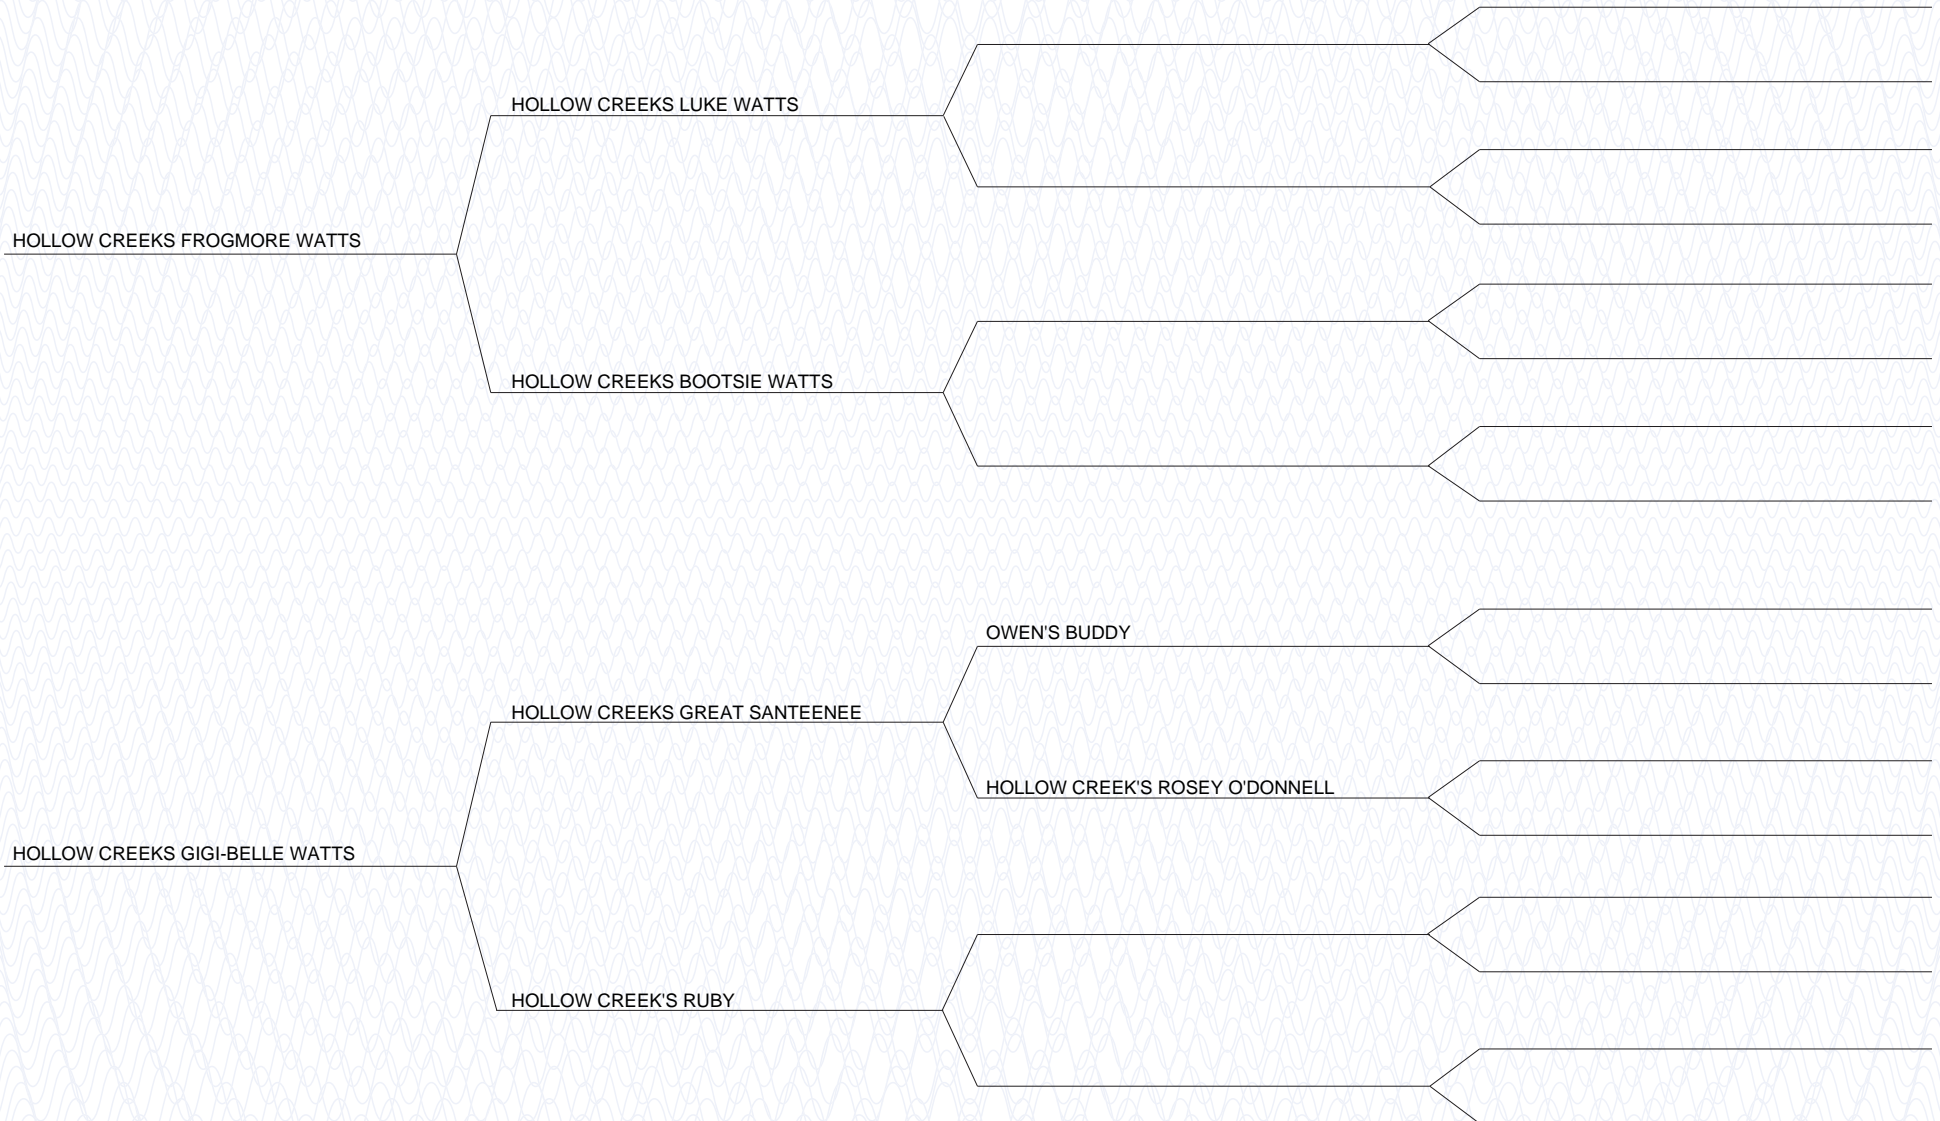 HOLLOW CREEKS LUKE WATTS
HOLLOW CREEKS FROGMORE WATTS
HOLLOW CREEKS BOOTSIE WATTS
OWEN'S BUDDY
HOLLOW CREEKS GREAT SANTEENEE
HOLLOW CREEK'S ROSEY O'DONNELL
HOLLOW CREEKS GIGI-BELLE WATTS
HOLLOW CREEK'S RUBY